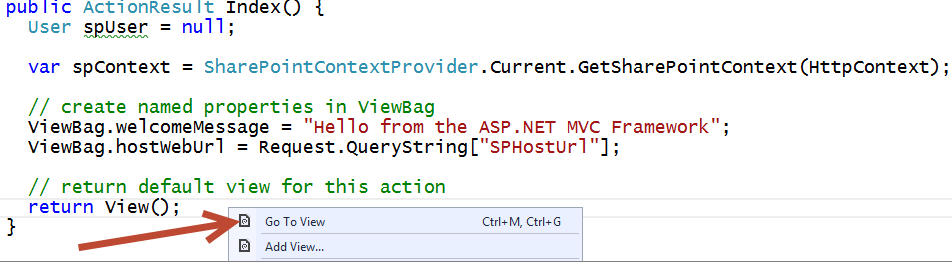 public ActionResult Index() {
User spUser = null;
var spContext = SharePointContextProvider.Current.GetSharePointContext(HttpContext);
// create named properties in ViewBag
ViewBag.welcomeMessage = "Hello from the ASP.NET MVC Framework";
ViewBag.hostWebUrl = Request.QueryString["SPHostUrl"];
// return default view for this action
return View();
}
Go To View Ctrl+M, Ctrl+G
Add View...